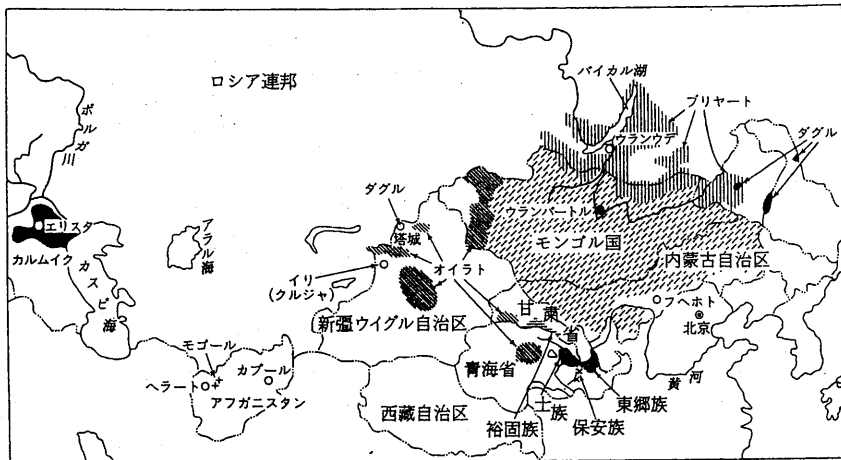 ロシア連邦
バイカル湖
ブリヤート
ダグル
ボルガ川
ウランウデ
ダグル
エリスタ
カルムイク
アラル海
塔城
ウランバートル
モンゴル国
内蒙古自治区
カスピ海
イリ
(クルジャ)
オイラト
フヘホト
北京
新疆ウイグル自治区
甘粛省
モゴール
カブール
ヘラート
アフガニスタン
青海省
黄河
西藏自治区
土族
東郷族
保安族
裕固族